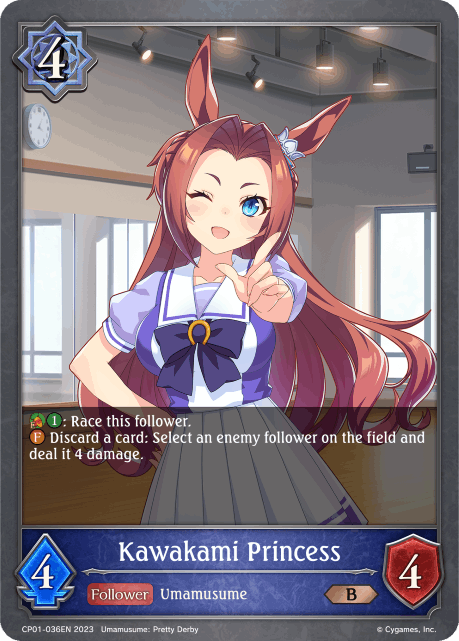 4
1: Race this follower.
F Discard a card: Select an enemy follower on the field and
deal it 4 damage.
Kawakami Princess
4
Follower Umamusume
B
4
CP01-036EN 2023 Umamusume: Pretty Derby
© Cygames, Inc.